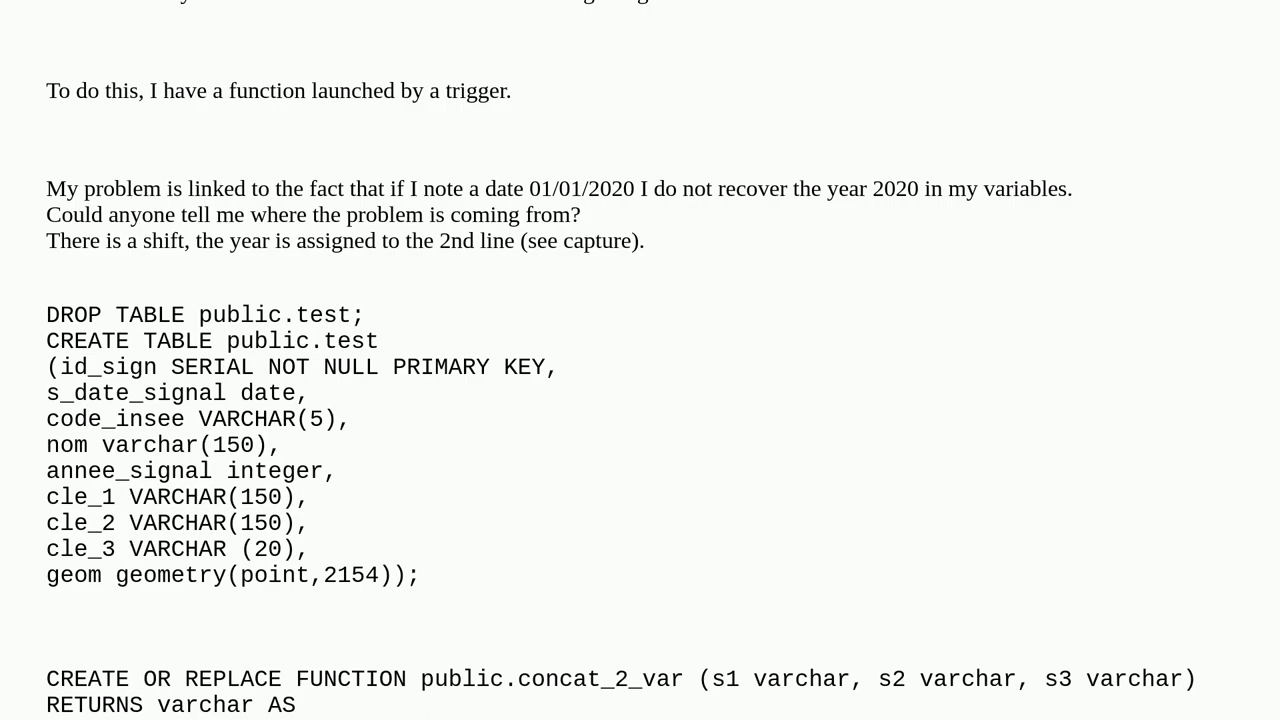 To do this, I have a function launched by a trigger.
My problem is linked to the fact that if I note a date 01/01/2020 I do not recover the year 2020 in my variables.
Could anyone tell me where the problem is coming from?
There is a shift, the year is assigned to the 2nd line (see capture).
DROP TABLE public.test;
CREATE TABLE public.test
(id_sign SERIAL NOT NULL PRIMARY KEY,
s_date_signal date,
code_insee VARCHAR(5),
nom varchar(150),
annee_signal integer,
cle_1 VARCHAR(150),
cle_2 VARCHAR(150),
cle_3 VARCHAR (20),
geom geometry(point,2154));
CREATE OR REPLACE FUNCTION public.concat_2_var (s1 varchar, s2 varchar, s3 varchar)
RETURNS varchar AS